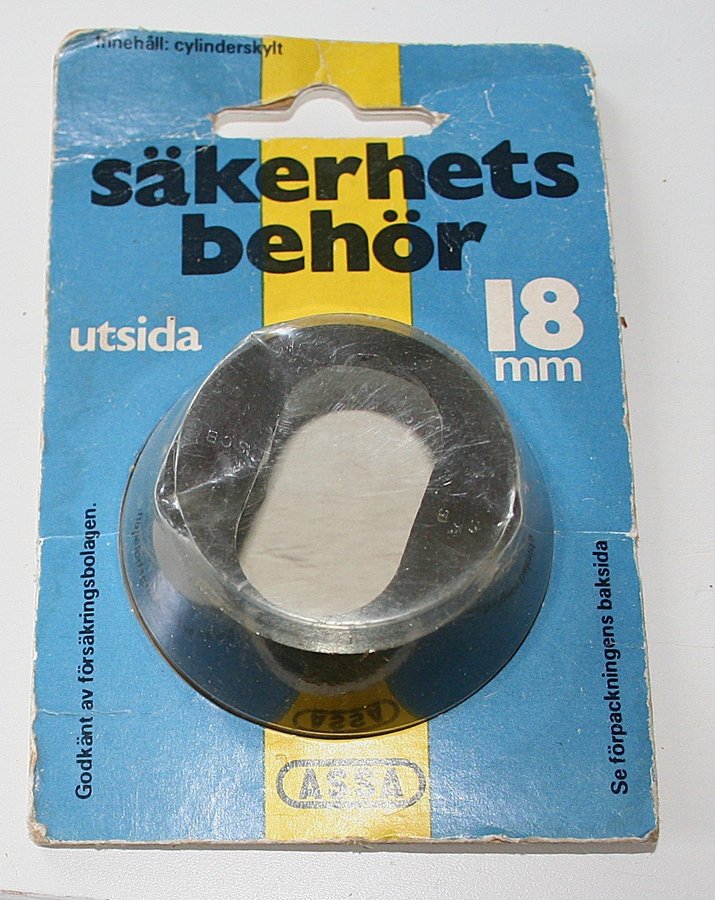 Innehåll: cylinderskylt
säkerhets
behör
utsida
18
mm
Godkänt av försäkringsbolagen.
Se förpackningens baksida
ASSA
ASSA